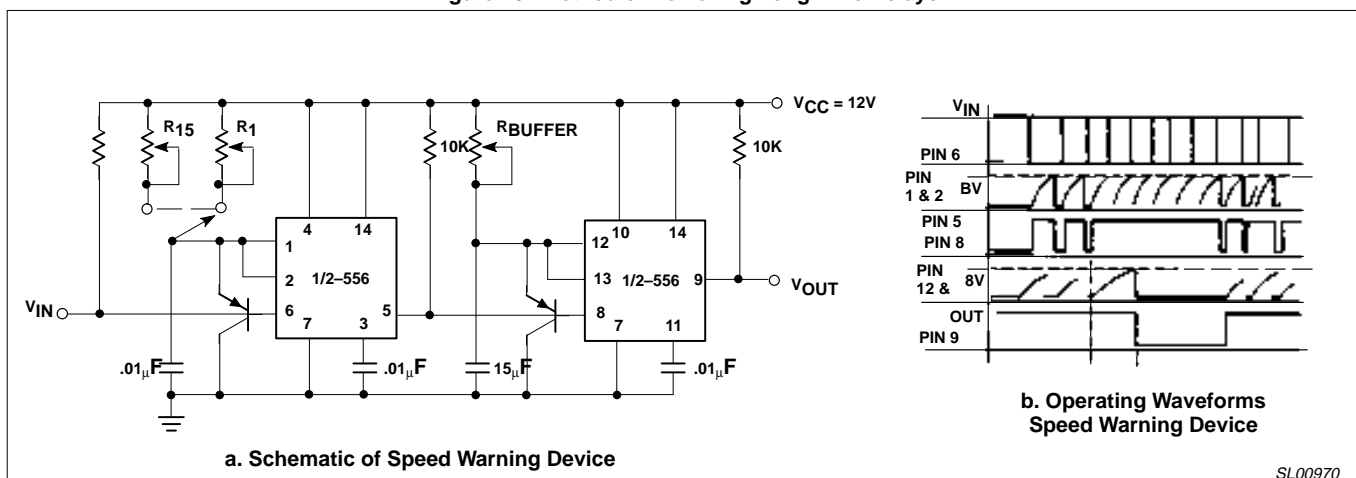 VCC = 12V
R15
R1
10K
RBUFFER
10K
4
14
10
14
1
2
1/2–556
6
7
3
5
12
13
1/2–556
9
8
7
11
VIN
VOUT
.01μF
.01μF
15μF
.01μF
a. Schematic of Speed Warning Device
VIN
PIN 6
PIN
1 & 2
BV
PIN 5
PIN 8
PIN
12 &
8V
OUT
PIN 9
b. Operating Waveforms
Speed Warning Device
SL00970